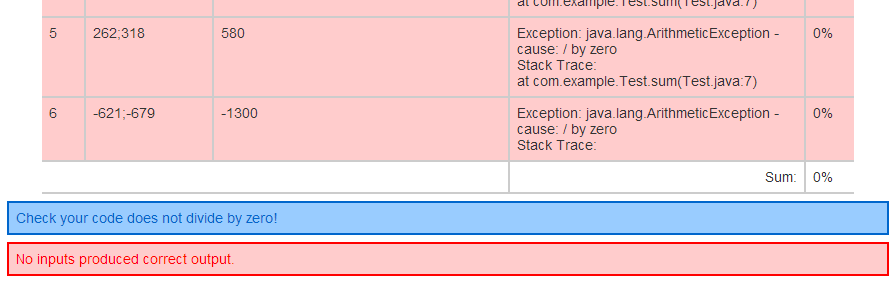 at com.example.Test.sum(Test.java:7)
5 262;318 580 Exception: java.lang.ArithmeticException - 0%
cause: / by zero
Stack Trace:
at com.example.Test.sum(Test.java:7)
6 -621;-679 -1300 Exception: java.lang.ArithmeticException - 0%
cause: / by zero
Stack Trace:
Sum: 0%
Check your code does not divide by zero!
No inputs produced correct output.